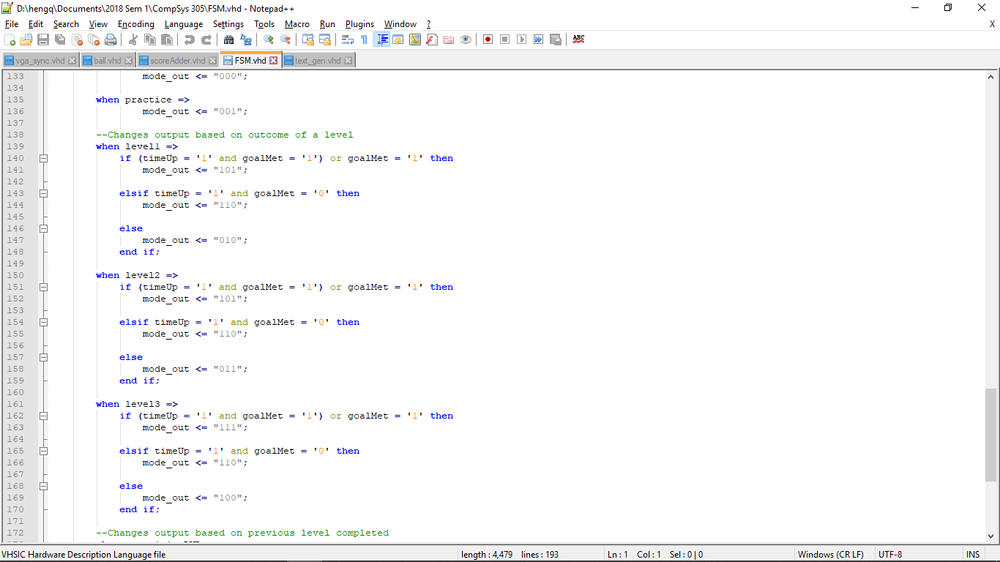 D:\hengq\Documents\2018 Sem 1\CompSys 305\FSM.vhd - Notepad++
File Edit Search View Encoding Language Settings Tools Macro Run Plugins Window ? X
ABC
vga_sync.vhd ball.vhd scoreAdder.vhd FSM.vhd text_gen.vhd
133 mode_out <= "000";
134
135 when practice =>
136 mode_out <= "001";
137
138 --Changes output based on outcome of a level
139 when level1 =>
140 if (timeUp = '1' and goalMet = '1') or goalMet = '1' then
141 mode_out <= "101";
142
143 elsif timeUp = '1' and goalMet = '0' then
144 mode_out <= "110";
145
146 else
147 mode_out <= "010";
148 end if;
149
150 when level2 =>
151 if (timeUp = '1' and goalMet = '1') or goalMet = '1' then
152 mode_out <= "101";
153
154 elsif timeUp = '1' and goalMet = '0' then
155 mode_out <= "110";
156
157 else
158 mode_out <= "011";
159 end if;
160
161 when level3 =>
162 if (timeUp = '1' and goalMet = '1') or goalMet = '1' then
163 mode_out <= "111";
164
165 elsif timeUp = '1' and goalMet = '0' then
166 mode_out <= "110";
167
168 else
169 mode_out <= "100";
170 end if;
171
172 --Changes output based on previous level completed
VHSIC Hardware Description Language file length : 4,479 lines : 193 Ln : 1 Col : 1 Sel : 0 | 0 Windows (CR LF) UTF-8 INS